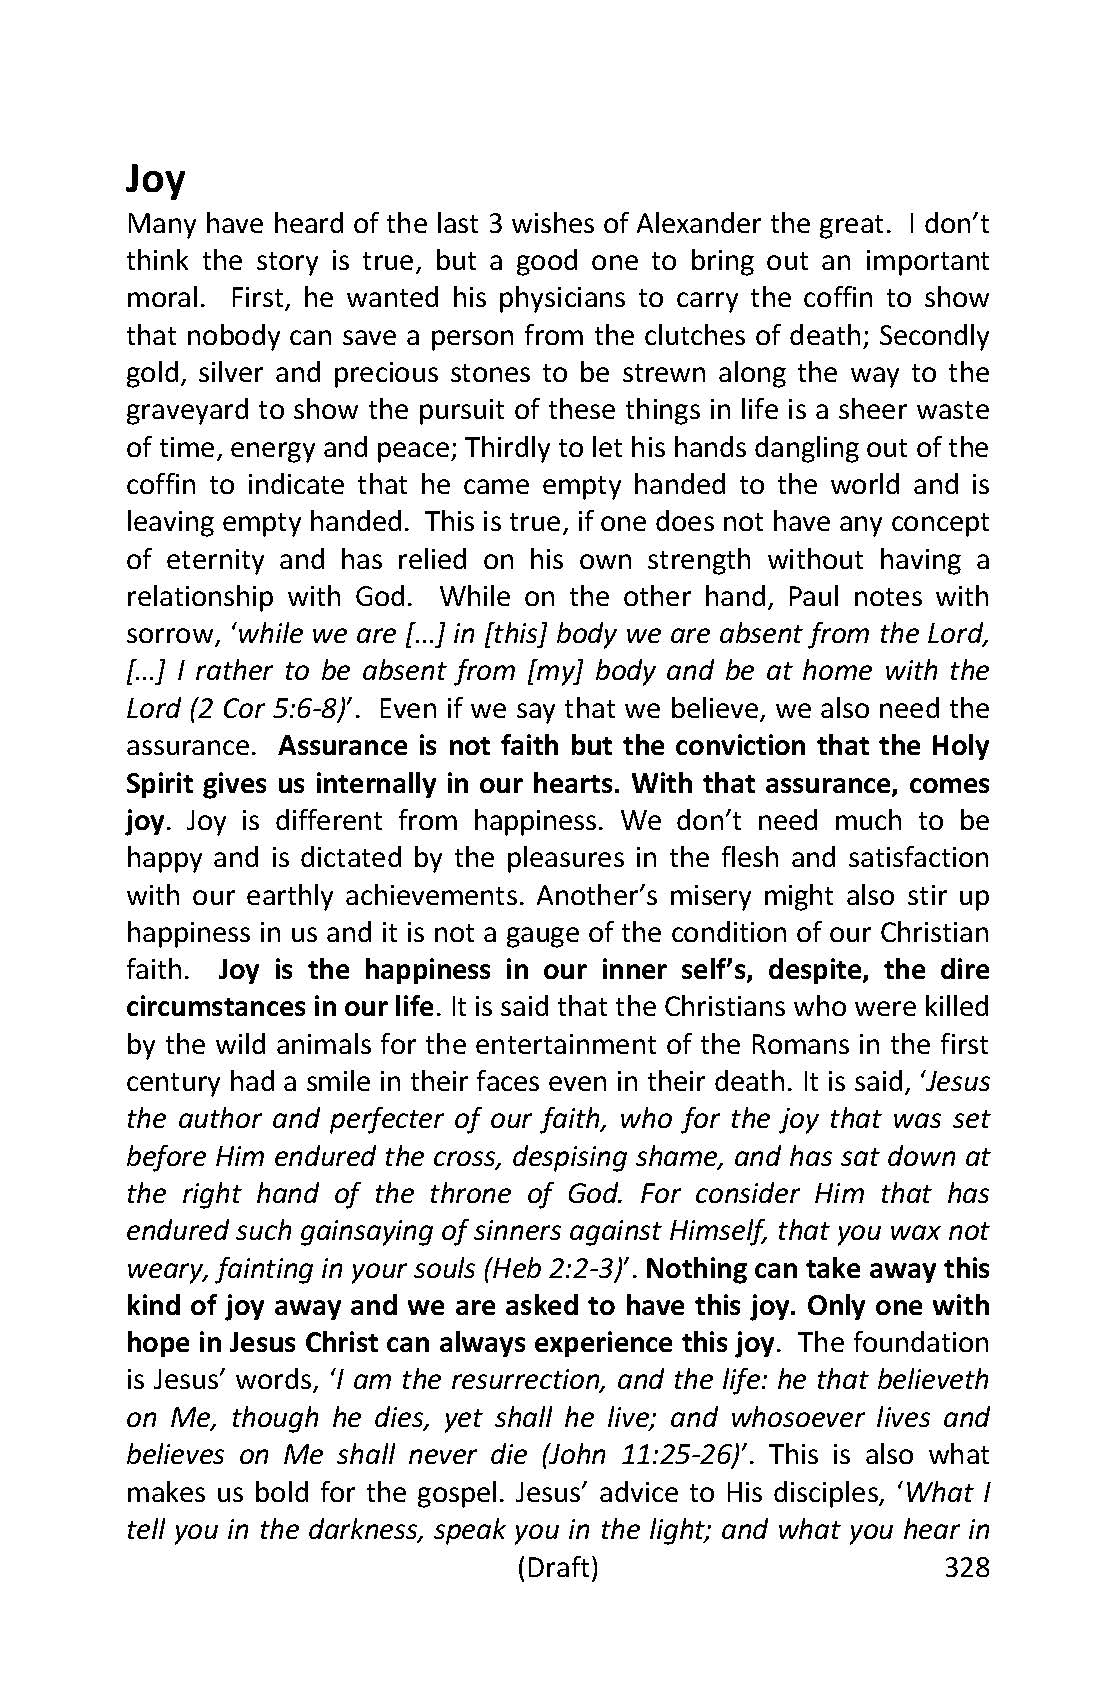 Joy
Many have heard of the last 3 wishes of Alexander the great.  I don’t
think the story is true, but a good one to bring out an important
moral.  First, he wanted his physicians to carry the coffin to show
that nobody can save a person from the clutches of death; Secondly
gold, silver and precious stones to be strewn along the way to the
graveyard to show the pursuit of these things in life is a sheer waste
of time, energy and peace; Thirdly to let his hands dangling out of the
coffin to indicate that he came empty handed to the world and is
leaving empty handed.  This is true, if one does not have any concept
of eternity and has relied on his own strength without having a
relationship with God.  While on the other hand, Paul notes with
sorrow, ‘while we are [...] in [this] body we are absent from the Lord,
[...] I rather to be absent from [my] body and be at home with the
Lord (2 Cor 5:6-8)’.  Even if we say that we believe, we also need the
assurance.  Assurance is not faith but the conviction that the Holy
Spirit gives us internally in our hearts. With that assurance, comes
joy. Joy is different from happiness. We don’t need much to be
happy and is dictated by the pleasures in the flesh and satisfaction
with our earthly achievements. Another’s misery might also stir up
happiness in us and it is not a gauge of the condition of our Christian
faith.  Joy is the happiness in our inner self’s, despite, the dire
circumstances in our life. It is said that the Christians who were killed
by the wild animals for the entertainment of the Romans in the first
century had a smile in their faces even in their death. It is said, ‘Jesus
the author and perfecter of our faith, who for the joy that was set
before Him endured the cross, despising shame, and has sat down at
the right hand of the throne of God. For consider Him that has
endured such gainsaying of sinners against Himself, that you wax not
weary, fainting in your souls (Heb 2:2-3)’. Nothing can take away this
kind of joy away and we are asked to have this joy. Only one with
hope in Jesus Christ can always experience this joy.  The foundation
is Jesus’ words, ‘I am the resurrection, and the life: he that believeth
on Me, though he dies, yet shall he live; and whosoever lives and
believes on Me shall never die (John 11:25-26)’. This is also what
makes us bold for the gospel. Jesus’ advice to His disciples, ‘What I
tell you in the darkness, speak you in the light; and what you hear in
(Draft) 328